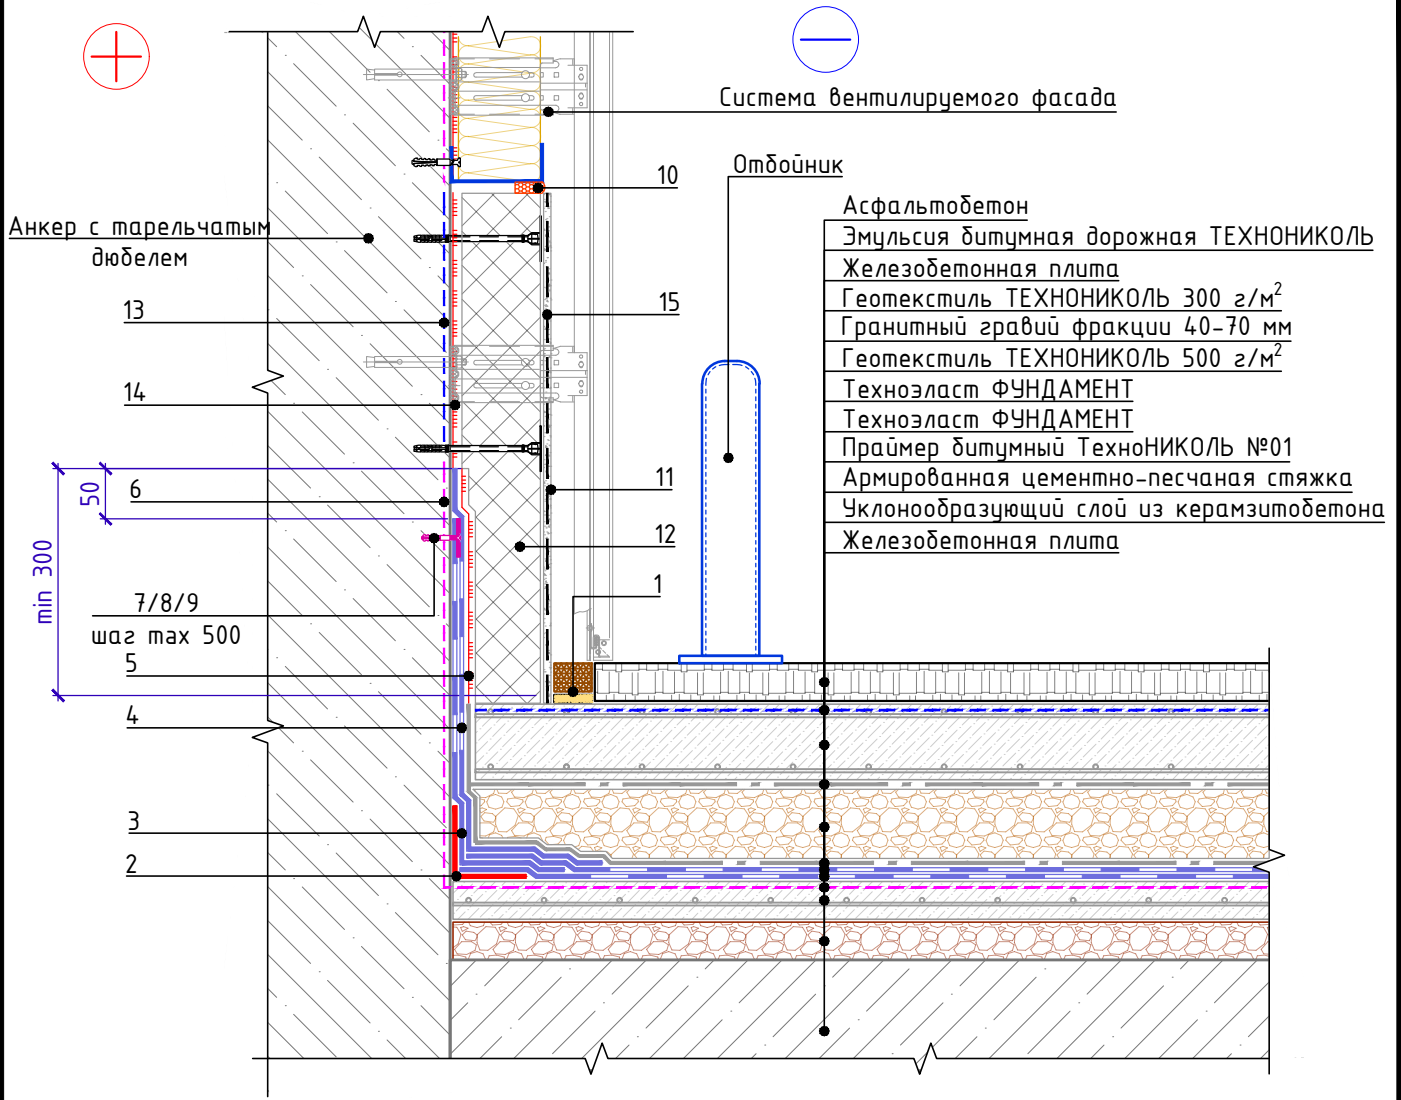 Система вентилируемого фасада
Отбойник
10
Асфальтобетон
Эмульсия битумная дорожная ТЕХНОНИКОЛЬ
Железобетонная плита
Геотекстиль ТЕХНОНИКОЛЬ 300 г/м²
Гранитный гравий фракции 40-70 мм
Геотекстиль ТЕХНОНИКОЛЬ 500 г/м²
Техноэласт ФУНДАМЕНТ
Техноэласт ФУНДАМЕНТ
Праймер битумный ТехноНИКОЛЬ №01
Армированная цементно-песчаная стяжка
Уклонообразующий слой из керамзитобетона
Железобетонная плита
Анкер с тарельчатым
дюбелем
13
15
14
6
11
12
1
50
min 300
7/8/9
шаг max 500
5
4
3
2